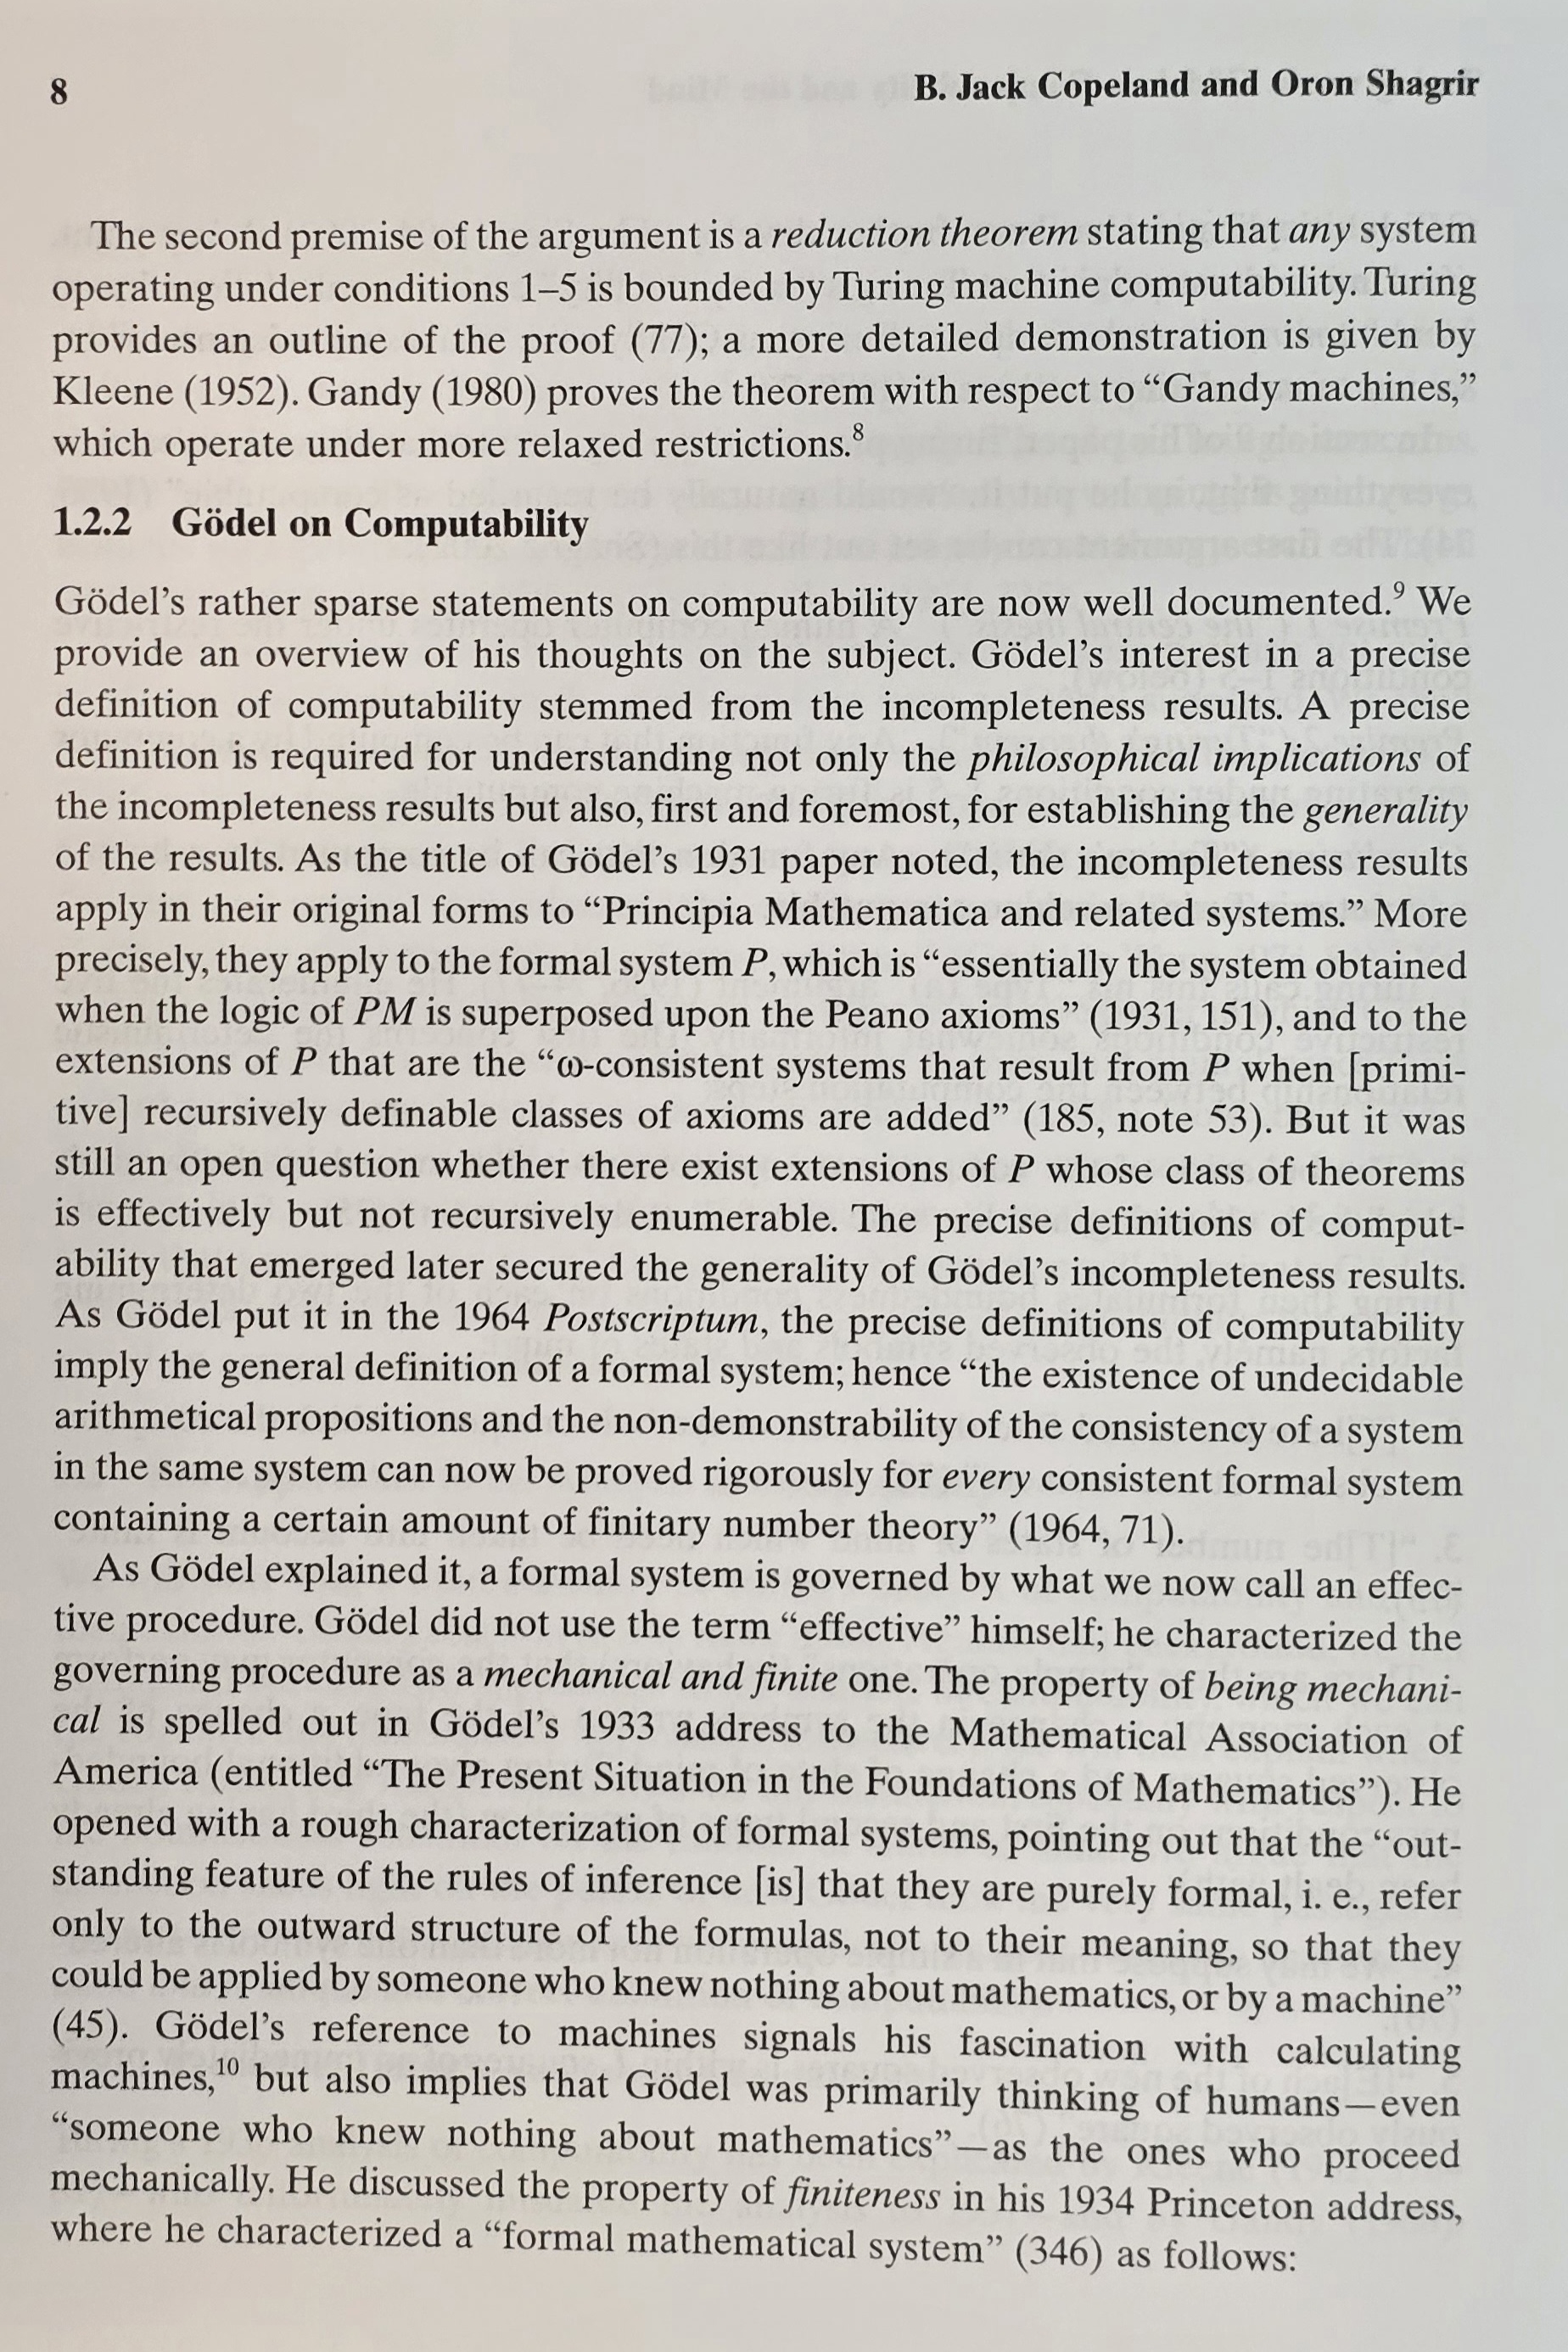 8
B. Jack Copeland and Oron Shagrir
The second premise of the argument is a reduction theorem stating that any system
operating under conditions 1–5 is bounded by Turing machine computability. Turing
provides an outline of the proof (77); a more detailed demonstration is given by
Kleene (1952). Gandy (1980) proves the theorem with respect to “Gandy machines,”
which operate under more relaxed restrictions.⁸
1.2.2 Gödel on Computability
Gödel’s rather sparse statements on computability are now well documented.⁹ We
provide an overview of his thoughts on the subject. Gödel’s interest in a precise
definition of computability stemmed from the incompleteness results. A precise
definition is required for understanding not only the philosophical implications of
the incompleteness results but also, first and foremost, for establishing the generality
of the results. As the title of Gödel’s 1931 paper noted, the incompleteness results
apply in their original forms to “Principia Mathematica and related systems.” More
precisely, they apply to the formal system P, which is “essentially the system obtained
when the logic of PM is superposed upon the Peano axioms” (1931, 151), and to the
extensions of P that are the “ω-consistent systems that result from P when [primi-
tive] recursively definable classes of axioms are added” (185, note 53). But it was
still an open question whether there exist extensions of P whose class of theorems
is effectively but not recursively enumerable. The precise definitions of comput-
ability that emerged later secured the generality of Gödel’s incompleteness results.
As Gödel put it in the 1964 Postscriptum, the precise definitions of computability
imply the general definition of a formal system; hence “the existence of undecidable
arithmetical propositions and the non-demonstrability of the consistency of a system
in the same system can now be proved rigorously for every consistent formal system
containing a certain amount of finitary number theory” (1964, 71).
As Gödel explained it, a formal system is governed by what we now call an effec-
tive procedure. Gödel did not use the term “effective” himself; he characterized the
governing procedure as a mechanical and finite one. The property of being mechani-
cal is spelled out in Gödel’s 1933 address to the Mathematical Association of
America (entitled “The Present Situation in the Foundations of Mathematics”). He
opened with a rough characterization of formal systems, pointing out that the “out-
standing feature of the rules of inference [is] that they are purely formal, i. e., refer
only to the outward structure of the formulas, not to their meaning, so that they
could be applied by someone who knew nothing about mathematics, or by a machine”
(45). Gödel’s reference to machines signals his fascination with calculating
machines,¹⁰ but also implies that Gödel was primarily thinking of humans—even
“someone who knew nothing about mathematics”—as the ones who proceed
mechanically. He discussed the property of finiteness in his 1934 Princeton address,
where he characterized a “formal mathematical system” (346) as follows: